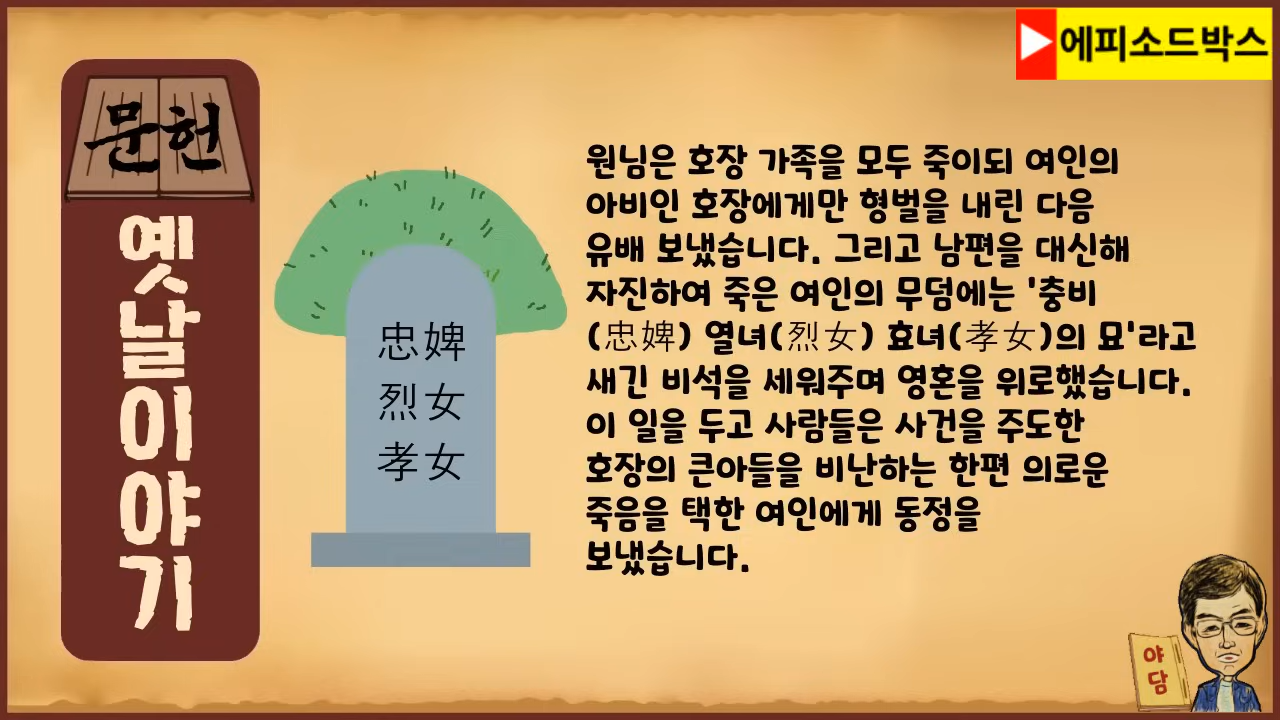 에피소드박스
문헌
옛날이야기
忠婢
烈女
孝女
원님은 호장 가족을 모두 죽이되 여인의
아비인 호장에게만 형벌을 내린 다음
유배 보냈습니다. 그리고 남편을 대신해
자진하여 죽은 여인의 무덤에는 '충비
(忠婢) 열녀(烈女) 효녀(孝女)의 묘'라고
새긴 비석을 세워주며 영혼을 위로했습니다.
이 일을 두고 사람들은 사건을 주도한
호장의 큰아들을 비난하는 한편 의로운
죽음을 택한 여인에게 동정을
보냈습니다.
야담